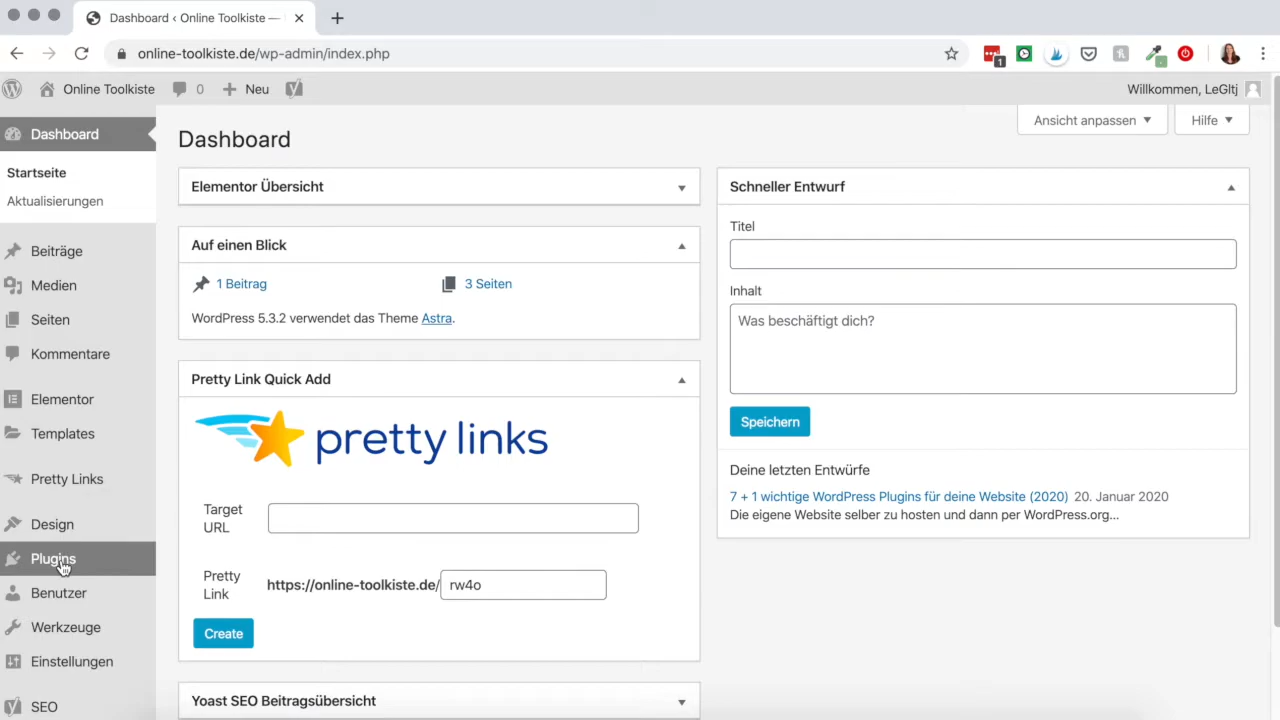 Dashboard ‹ Online Toolkiste —
online-toolkiste.de/wp-admin/index.php
1
Online Toolkiste
0
Neu
Willkommen, LeGltj
Dashboard
Startseite
Aktualisierungen
Beiträge
Medien
Seiten
Kommentare
Elementor
Templates
Pretty Links
Design
Plugins
Benutzer
Werkzeuge
Einstellungen
SEO
Ansicht anpassen
Hilfe
Dashboard
Elementor Übersicht
Auf einen Blick
1 Beitrag
3 Seiten
WordPress 5.3.2 verwendet das Theme Astra.
Pretty Link Quick Add
pretty links
Target
URL
Pretty
Link
https://online-toolkiste.de/
rw4o
Create
Yoast SEO Beitragsübersicht
Schneller Entwurf
Titel
Inhalt
Was beschäftigt dich?
Speichern
Deine letzten Entwürfe
7 + 1 wichtige WordPress Plugins für deine Website (2020) 20. Januar 2020
Die eigene Website selber zu hosten und dann per WordPress.org...